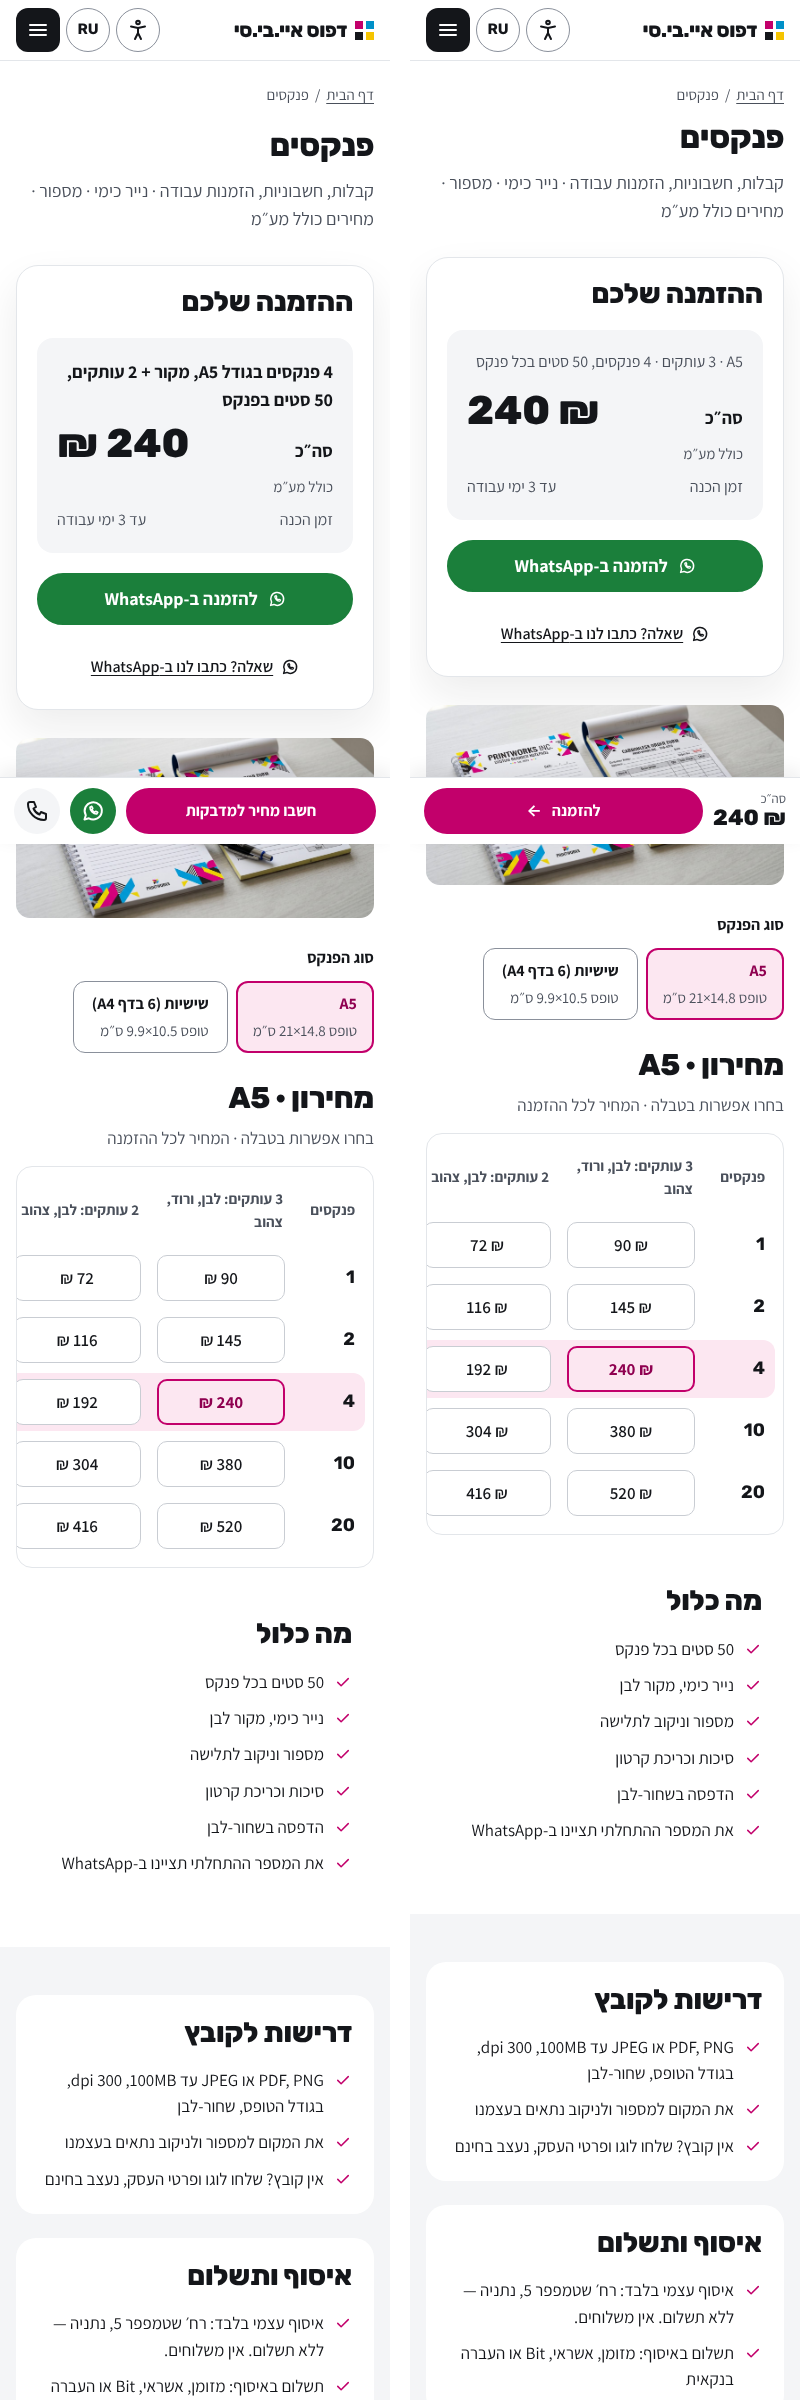 דפוס איי.בי.סי
RU
דף הבית / פנקסים
פנקסים
קבלות, חשבוניות, הזמנות עבודה · נייר כימי · מספור ·
מחירים כולל מע״מ
ההזמנה שלכם
A5 · 3 עותקים · 4 פנקסים, 50 סטים בכל פנקס
סה״כ
₪ 240
כולל מע״מ
זמן הכנה
עד 3 ימי עבודה
להזמנה ב-WhatsApp
שאלה? כתבו לנו ב-WhatsApp
PRINTWORKS INC.
סה״כ
₪ 240
להזמנה ←
סוג הפנקס
A5
טופס 14.8×21 ס״מ
שישיות (6 בדף A4)
טופס 10.5×9.9 ס״מ
מחירון · A5
בחרו אפשרות בטבלה · המחיר לכל ההזמנה
פנקסים
3 עותקים: לבן, ורוד,
צהוב
2 עותקים: לבן, צהוב
1 ₪ 90 ₪ 72
2 ₪ 145 ₪ 116
4 ₪ 240 ₪ 192
10 ₪ 380 ₪ 304
20 ₪ 520 ₪ 416
מה כלול
50 סטים בכל פנקס
נייר כימי, מקור לבן
מספור וניקוב לתלישה
סיכות וכריכת קרטון
הדפסה בשחור-לבן
את המספר ההתחלתי תציינו ב-WhatsApp
דרישות לקובץ
PDF, PNG או JPEG עד 100MB, 300 dpi,
בגודל הטופס, שחור-לבן
את המקום למספור ולניקוב נתאים בעצמנו
אין קובץ? שלחו לוגו ופרטי העסק, נעצב בחינם
איסוף ותשלום
איסוף עצמי בלבד: רח׳ שטמפפר 5, נתניה —
ללא תשלום. אין משלוחים.
תשלום באיסוף: מזומן, אשראי, Bit או העברה
בנקאית
דפוס איי.בי.סי
RU
דף הבית / פנקסים
פנקסים
קבלות, חשבוניות, הזמנות עבודה · נייר כימי · מספור ·
מחירים כולל מע״מ
ההזמנה שלכם
4 פנקסים בגודל A5, מקור + 2 עותקים,
50 סטים בפנקס
סה״כ
240 ₪
כולל מע״מ
זמן הכנה
עד 3 ימי עבודה
להזמנה ב-WhatsApp
שאלה? כתבו לנו ב-WhatsApp
PRINTWORKS INC.
חשבו מחיר למדבקות
סוג הפנקס
A5
טופס 14.8×21 ס״מ
שישיות (6 בדף A4)
טופס 10.5×9.9 ס״מ
מחירון · A5
בחרו אפשרות בטבלה · המחיר לכל ההזמנה
פנקסים
3 עותקים: לבן, ורוד,
צהוב
2 עותקים: לבן, צהוב
1 90 ₪ 72 ₪
2 145 ₪ 116 ₪
4 240 ₪ 192 ₪
10 380 ₪ 304 ₪
20 520 ₪ 416 ₪
מה כלול
50 סטים בכל פנקס
נייר כימי, מקור לבן
מספור וניקוב לתלישה
סיכות וכריכת קרטון
הדפסה בשחור-לבן
את המספר ההתחלתי תציינו ב-WhatsApp
דרישות לקובץ
PDF, PNG או JPEG עד 100MB, 300 dpi,
בגודל הטופס, שחור-לבן
את המקום למספור ולניקוב נתאים בעצמנו
אין קובץ? שלחו לוגו ופרטי העסק, נעצב בחינם
איסוף ותשלום
איסוף עצמי בלבד: רח׳ שטמפפר 5, נתניה —
ללא תשלום. אין משלוחים.
תשלום באיסוף: מזומן, אשראי, Bit או העברה